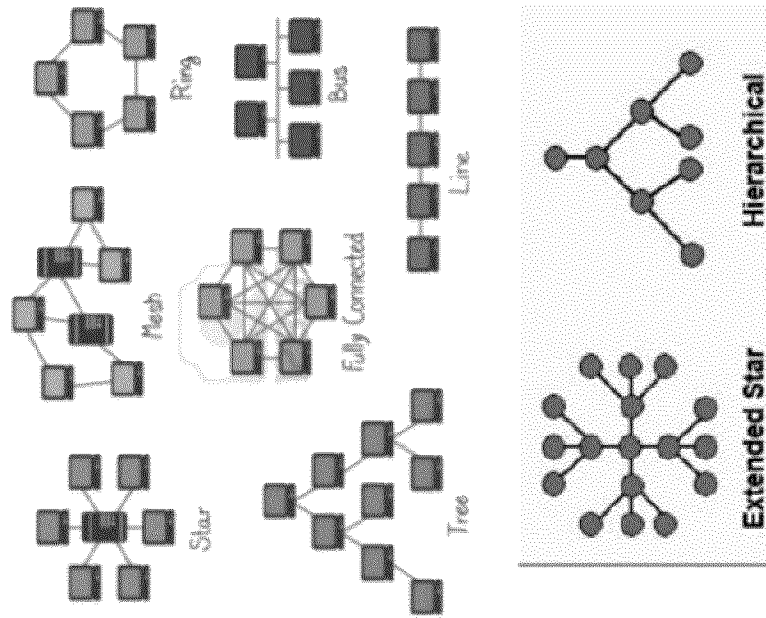 Star
Mesh
Ring
Tree
Fully Connected
Bus
Line
Extended Star
Hierarchical